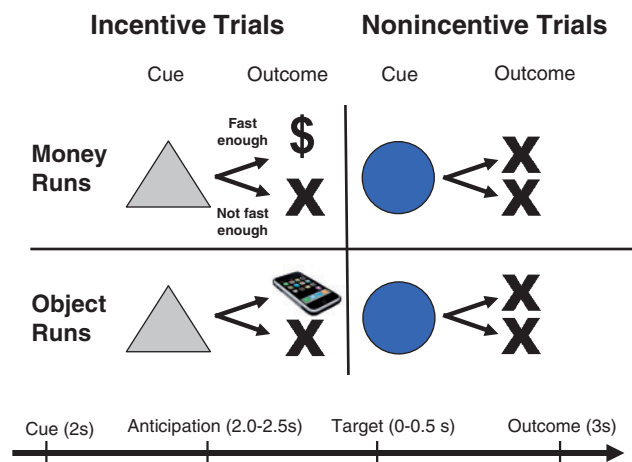 Incentive Trials
Nonincentive Trials
Cue
Outcome
Cue
Outcome
Money
Runs
Fast
enough
$
X
Not fast
enough
X
X
Object
Runs
X
X
X
Cue (2s)
Anticipation (2.0-2.5s)
Target (0-0.5 s)
Outcome (3s)